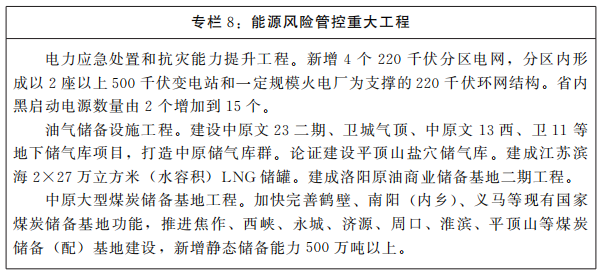 专栏 8：能源风险管控重大工程
电力应急处置和抗灾能力提升工程。新增 4 个 220 千伏分区电网，分区内形
成以 2 座以上 500 千伏变电站和一定规模火电厂为支撑的 220 千伏环网结构。省内
黑启动电源数量由 2 个增加到 15 个。
油气储备设施工程。建设中原文 23 二期、卫城气顶、中原文 13 西、卫 11 等
地下储气库项目，打造中原储气库群。论证建设平顶山盐穴储气库。建成江苏滨
海 2×27 万立方米（水容积）LNG 储罐。建成洛阳原油商业储备基地二期工程。
中原大型煤炭储备基地工程。加快完善鹤壁、南阳（内乡）、义马等现有国家
煤炭储备基地功能，推进焦作、西峡、永城、济源、周口、淮滨、平顶山等煤炭
储备（配）基地建设，新增静态储备能力 500 万吨以上。